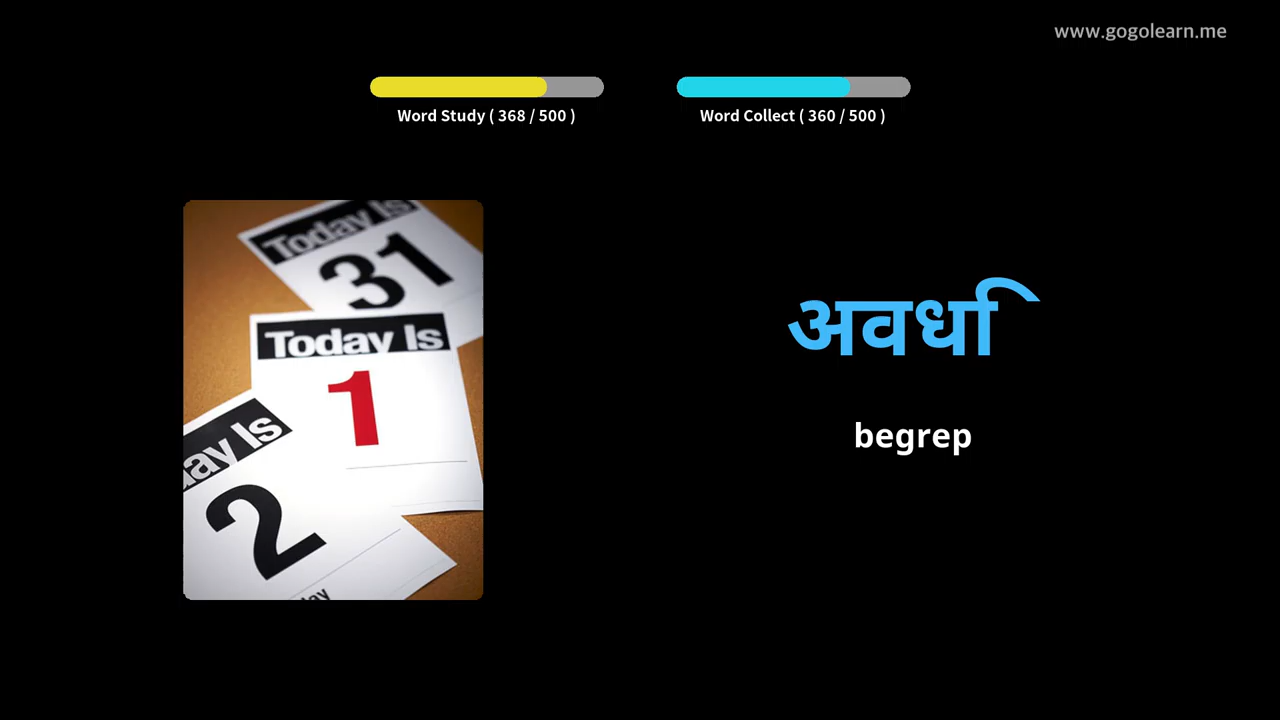 www.gogolearn.me
Word Study ( 368 / 500 )
Word Collect ( 360 / 500 )
Today Is
31
Today Is
1
ay Is
2
अवधि
begrep